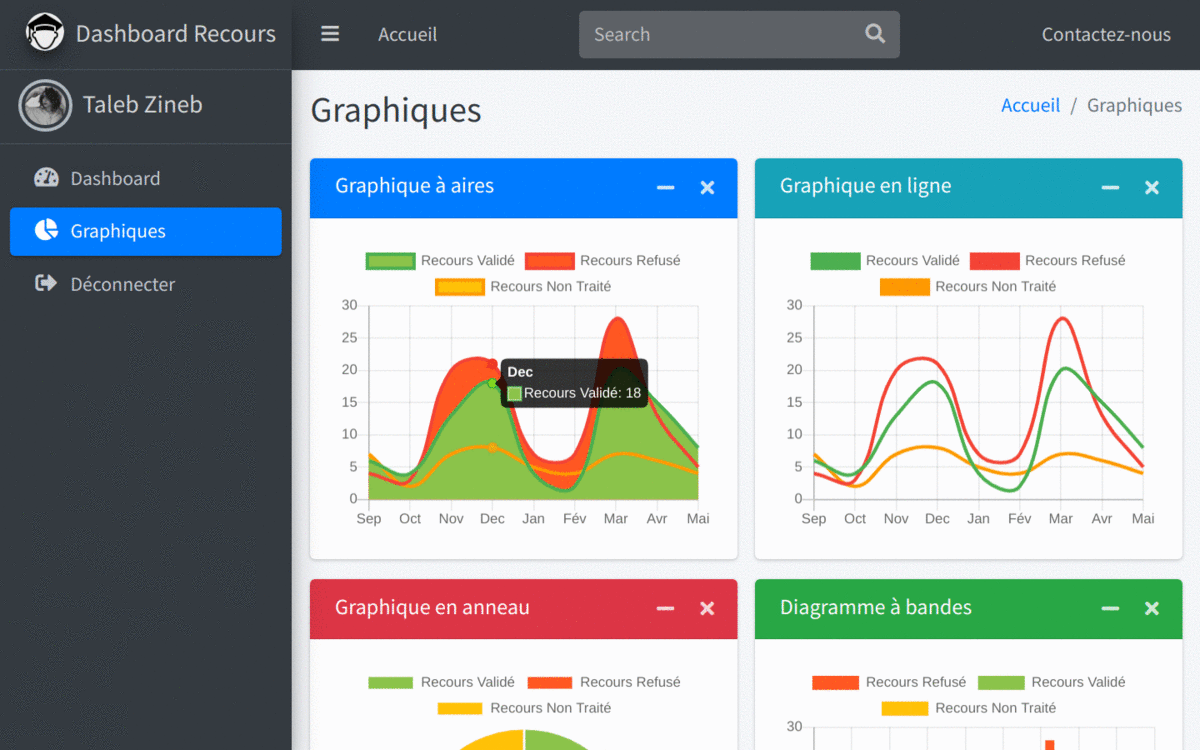 Dashboard Recours
Accueil
Search
Contactez-nous
Taleb Zineb
Dashboard
Graphiques
Déconnecter
Graphiques
Accueil / Graphiques
Graphique à aires
Recours Validé Recours Refusé
Recours Non Traité
30
25
20
15
10
5
0
Sep Oct Nov Dec Jan Fév Mar Avr Mai
Dec
Recours Validé: 18
Graphique en ligne
Recours Validé Recours Refusé
Recours Non Traité
30
25
20
15
10
5
0
Sep Oct Nov Dec Jan Fév Mar Avr Mai
Graphique en anneau
Recours Validé Recours Refusé
Recours Non Traité
Diagramme à bandes
Recours Refusé Recours Validé
Recours Non Traité
30